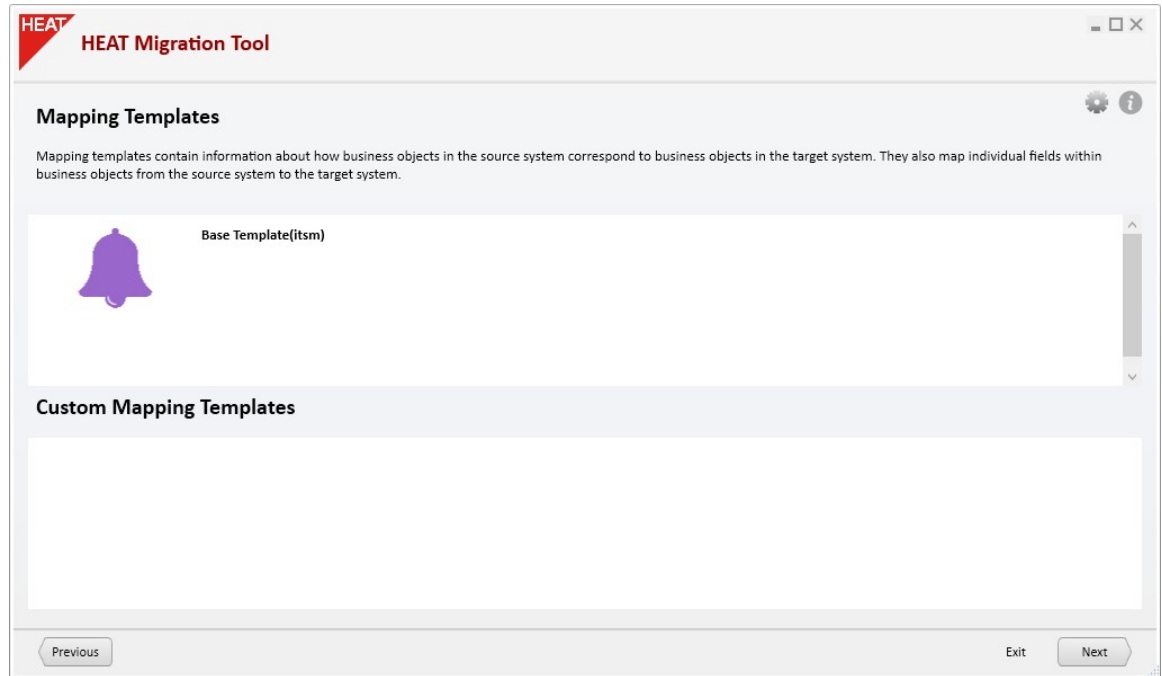 HEAT
HEAT Migration Tool
Mapping Templates
Mapping templates contain information about how business objects in the source system correspond to business objects in the target system. They also map individual fields within
business objects from the source system to the target system.
Base Template(itsm)
Custom Mapping Templates
Previous
Exit
Next